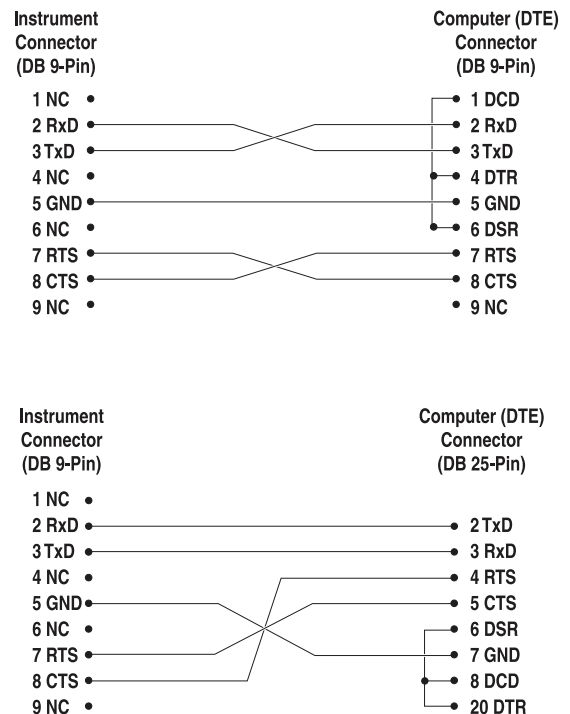 Instrument
Connector
(DB 9-Pin)
Computer (DTE)
Connector
(DB 9-Pin)
1 NC
2 RxD
3 TxD
4 NC
5 GND
6 NC
7 RTS
8 CTS
9 NC
1 DCD
2 RxD
3 TxD
4 DTR
5 GND
6 DSR
7 RTS
8 CTS
9 NC
Instrument
Connector
(DB 9-Pin)
Computer (DTE)
Connector
(DB 25-Pin)
1 NC
2 RxD
3 TxD
4 NC
5 GND
6 NC
7 RTS
8 CTS
9 NC
2 TxD
3 RxD
4 RTS
5 CTS
6 DSR
7 GND
8 DCD
20 DTR